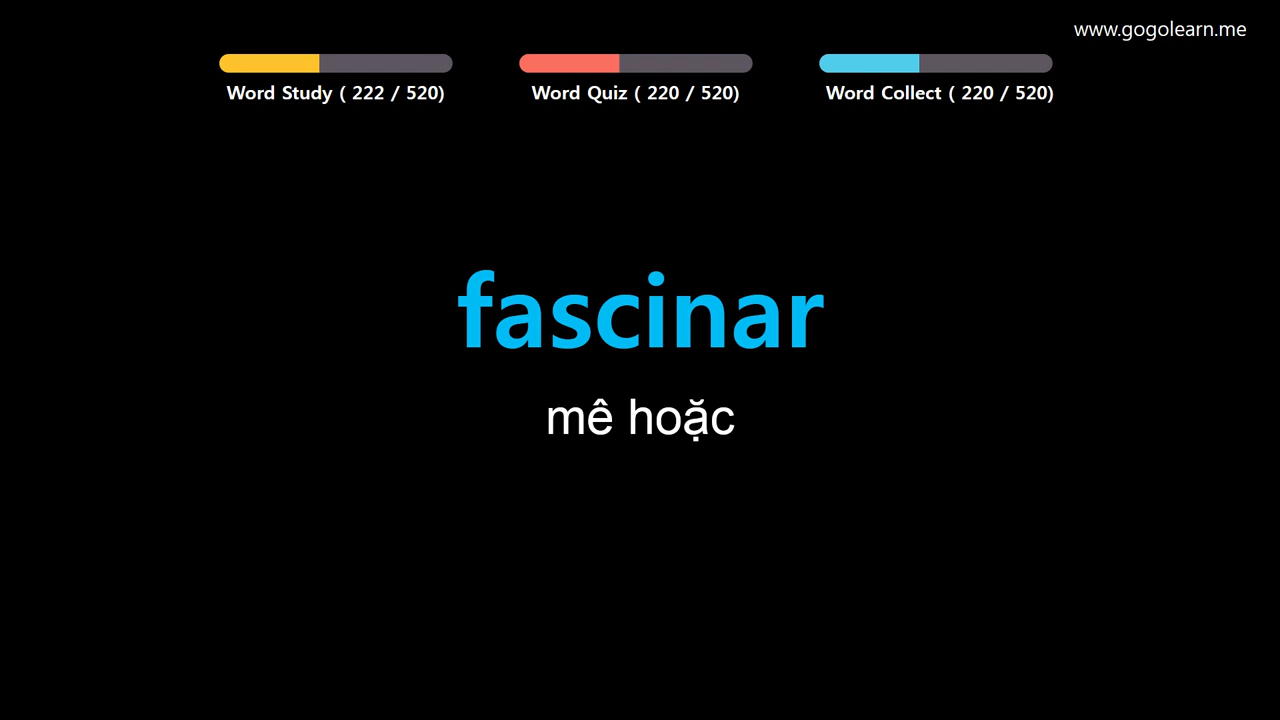 www.gogolearn.me
Word Study ( 222 / 520)
Word Quiz ( 220 / 520)
Word Collect ( 220 / 520)
fascinar
mê hoặc